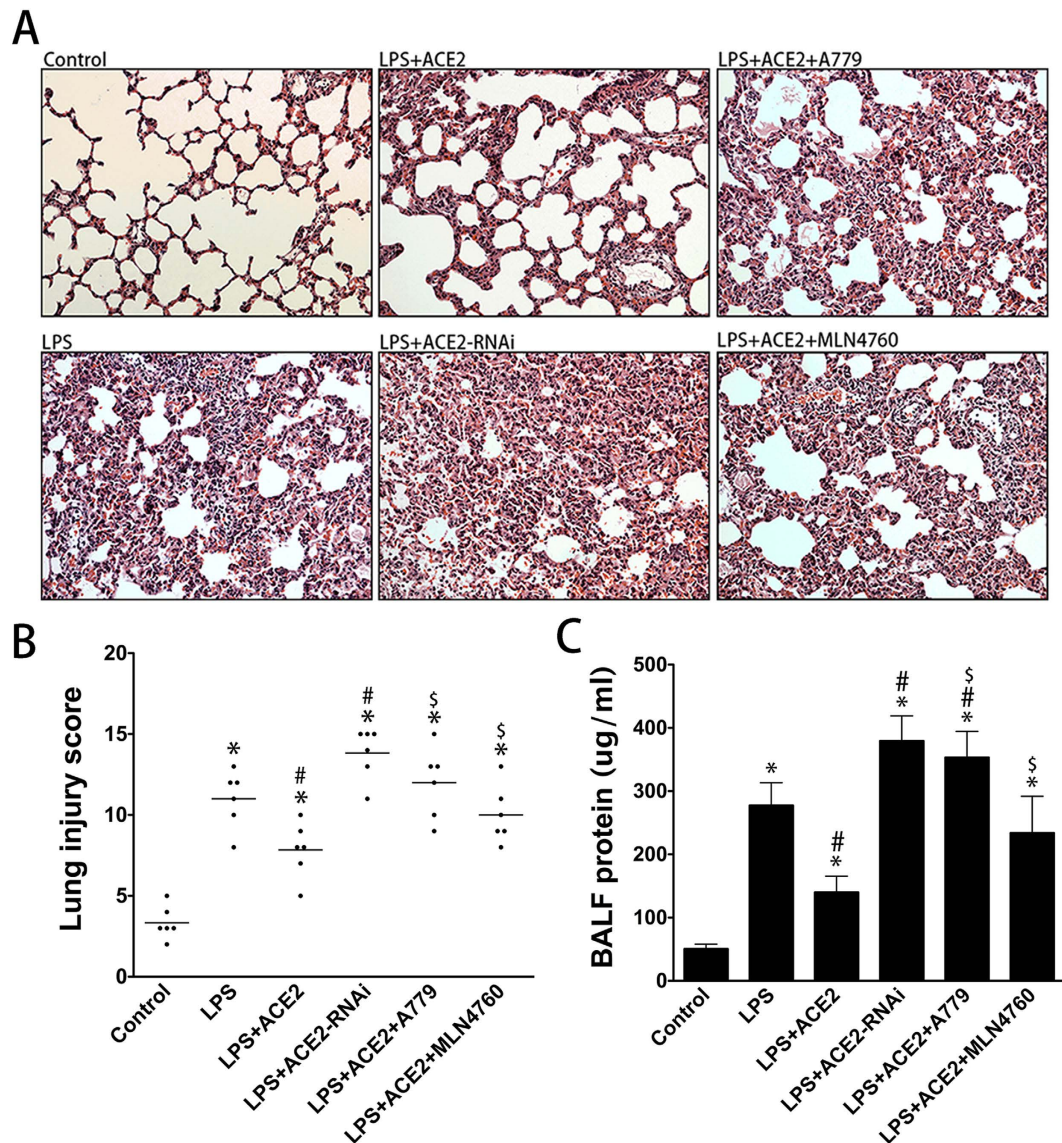 A
Control
LPS+ACE2
LPS+ACE2+A779
LPS
LPS+ACE2-RNAi
LPS+ACE2+MLN4760
B
Lung injury score
20
15
10
5
0
*
#
*
#
*
$
*
$
*
Control
LPS
LPS+ACE2
LPS+ACE2-RNAi
LPS+ACE2+A779
LPS+ACE2+MLN4760
C
BALF protein (ug/ml)
500
400
300
200
100
0
*
#
*
#
*
$
#
*
$
*
Control
LPS
LPS+ACE2
LPS+ACE2-RNAi
LPS+ACE2+A779
LPS+ACE2+MLN4760